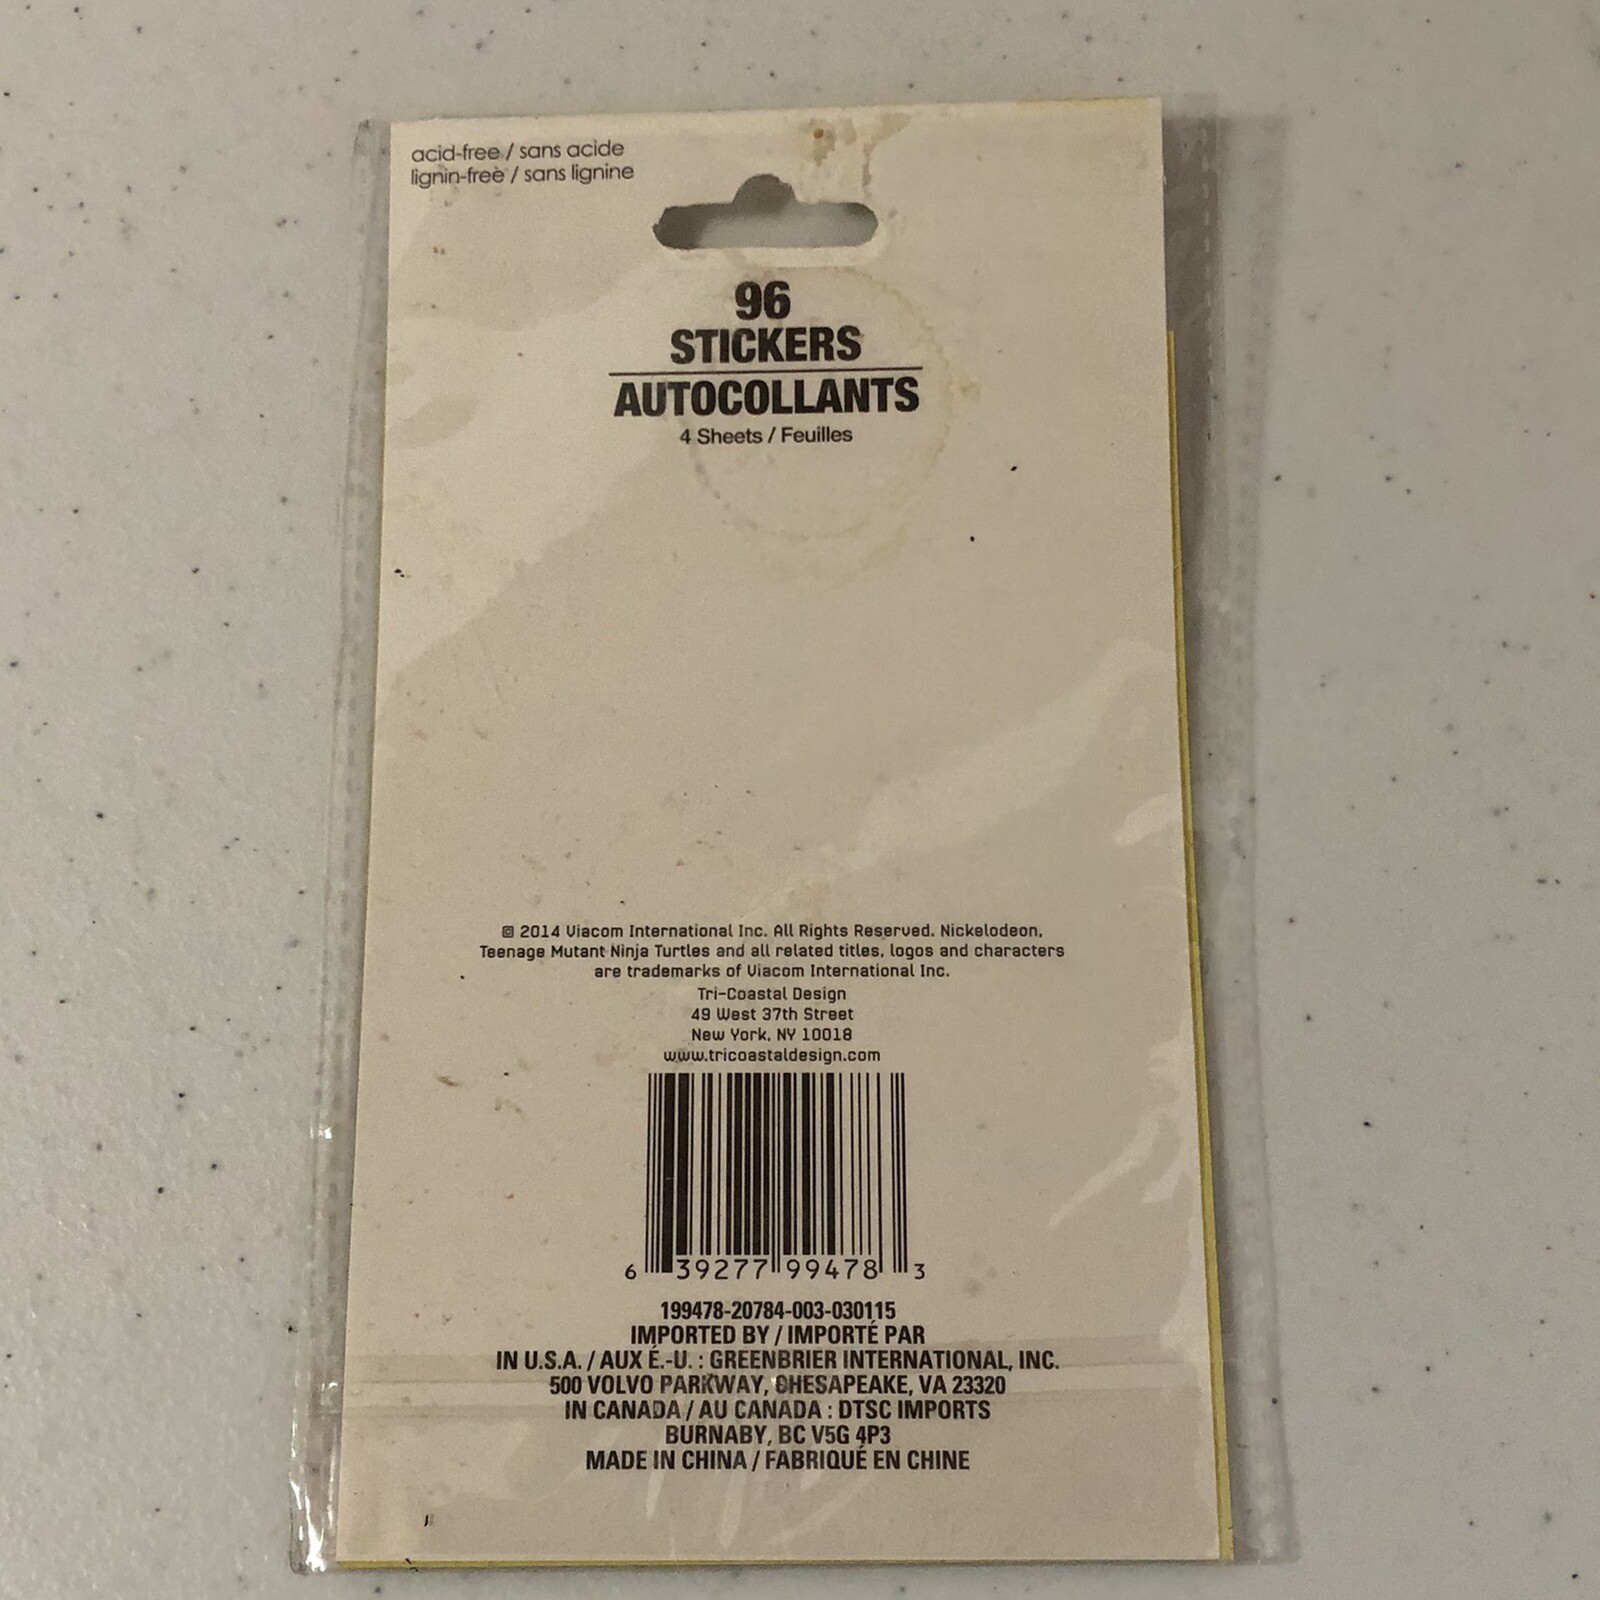 acid-free / sans acide
lignin-free / sans lignine
96
STICKERS
AUTOCOLLANTS
4 Sheets / Feuilles
© 2014 Viacom International Inc. All Rights Reserved. Nickelodeon,
Teenage Mutant Ninja Turtles and all related titles, logos and characters
are trademarks of Viacom International Inc.
Tri-Coastal Design
49 West 37th Street
New York, NY 10018
www.tricoastaldesign.com
6 39277 99478 3
199478-20784-003-030115
IMPORTED BY / IMPORTÉ PAR
IN U.S.A. / AUX É.-U. : GREENBRIER INTERNATIONAL, INC.
500 VOLVO PARKWAY, CHESAPEAKE, VA 23320
IN CANADA / AU CANADA : DTSC IMPORTS
BURNABY, BC V5G 4P3
MADE IN CHINA / FABRIQUÉ EN CHINE